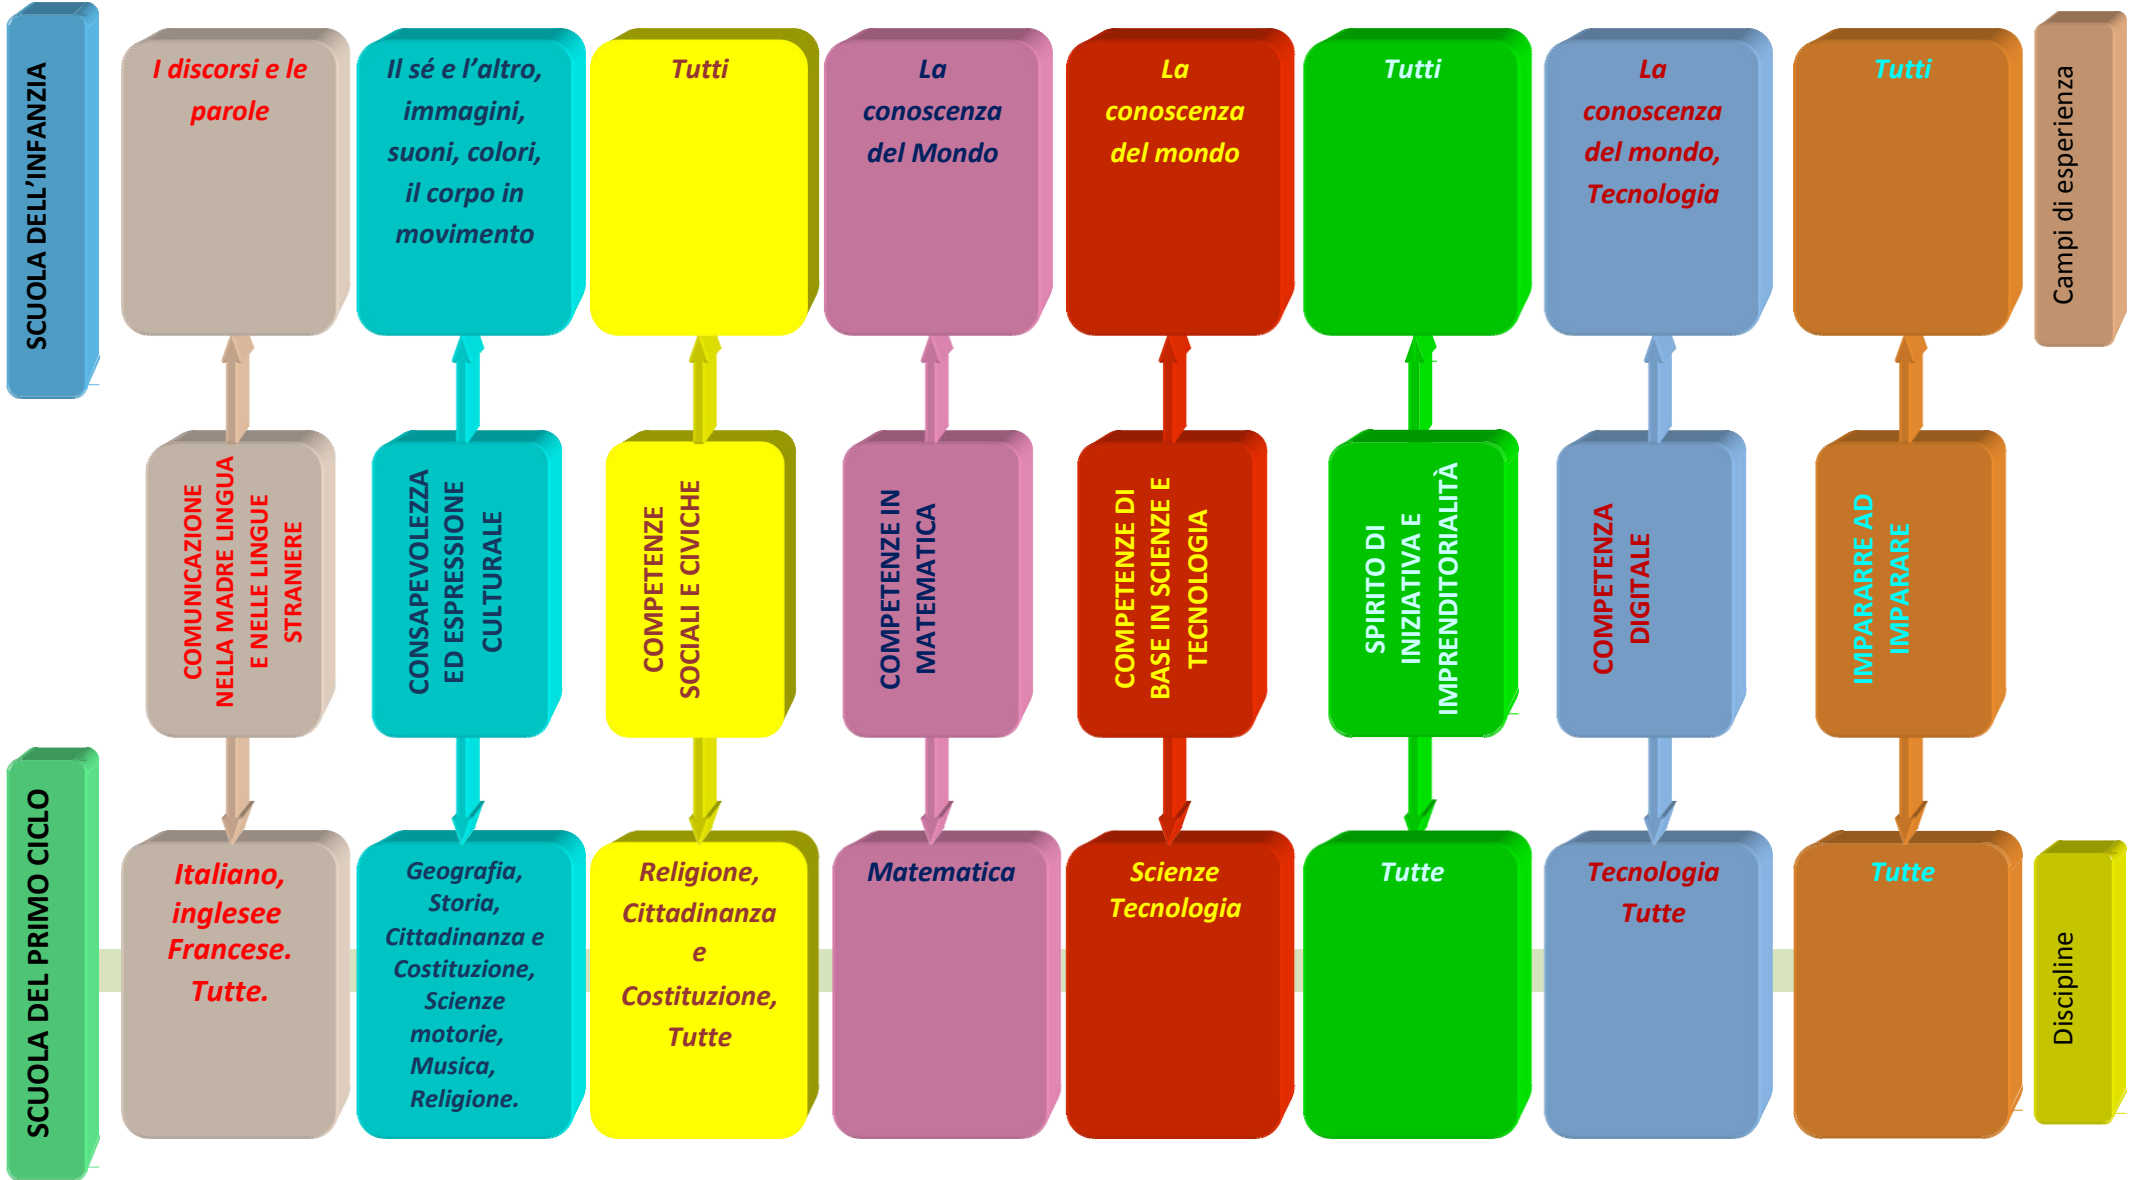 SCUOLA DELL’INFANZIA
I discorsi e le
parole
Il sé e l’altro,
immagini,
suoni, colori,
il corpo in
movimento
Tutti
La
conoscenza
del Mondo
La
conoscenza
del mondo
Tutti
La
conoscenza
del mondo,
Tecnologia
Tutti
Campi di esperienza
COMUNICAZIONE
NELLA MADRE LINGUA
E NELLE LINGUE
STRANIERE
CONSAPEVOLEZZA
ED ESPRESSIONE
CULTURALE
COMPETENZE
SOCIALI E CIVICHE
COMPETENZE IN
MATEMATICA
COMPETENZE DI
BASE IN SCIENZE E
TECNOLOGIA
SPIRITO DI
INIZIATIVA E
IMPRENDITORIALITÀ
COMPETENZA
DIGITALE
IMPARARRE AD
IMPARARE
SCUOLA DEL PRIMO CICLO
Italiano,
inglesee
Francese.
Tutte.
Geografia,
Storia,
Cittadinanza e
Costituzione,
Scienze
motorie,
Musica,
Religione.
Religione,
Cittadinanza
e
Costituzione,
Tutte
Matematica
Scienze
Tecnologia
Tutte
Tecnologia
Tutte
Tutte
Discipline